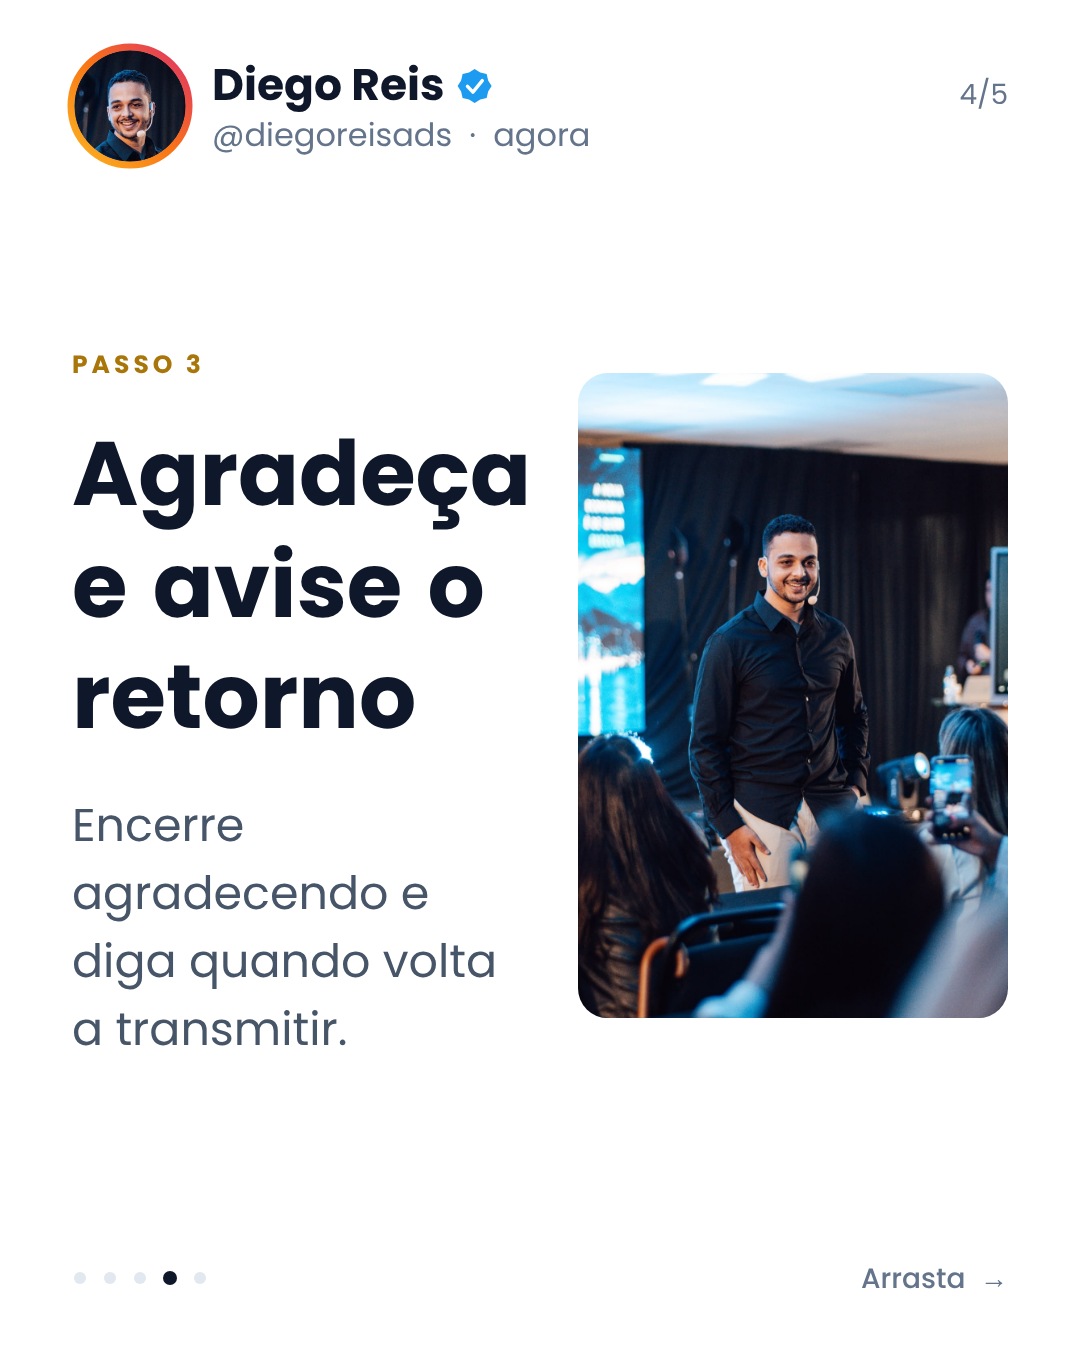 Diego Reis
@diegoreisads · agora
4/5
PASSO 3
Agradeça
e avise o
retorno
Encerre
agradecendo e
diga quando volta
a transmitir.
Arrasta →